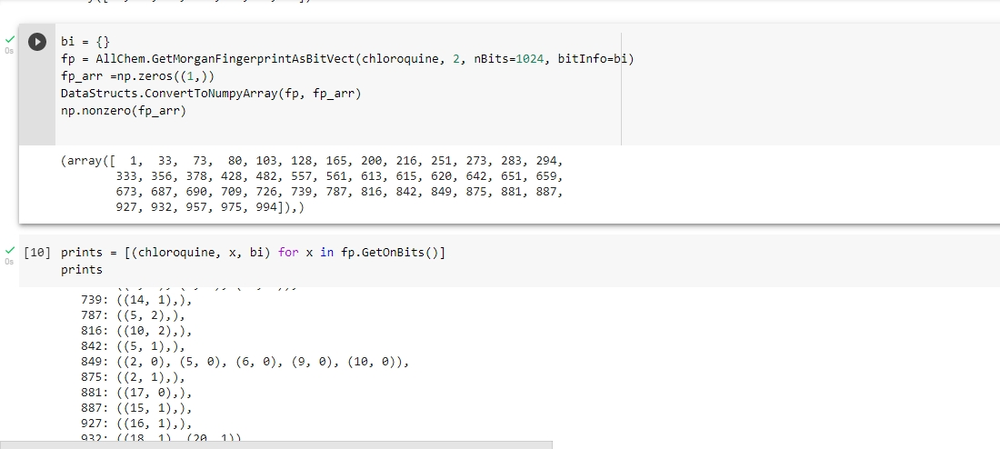 0s
bi = {}
fp = AllChem.GetMorganFingerprintAsBitVect(chloroquine, 2, nBits=1024, bitInfo=bi)
fp_arr =np.zeros((1,))
DataStructs.ConvertToNumpyArray(fp, fp_arr)
np.nonzero(fp_arr)
(array([  1,  33,  73,  80, 103, 128, 165, 200, 216, 251, 273, 283, 294,
333, 356, 378, 428, 482, 557, 561, 613, 615, 620, 642, 651, 659,
673, 687, 690, 709, 726, 739, 787, 816, 842, 849, 875, 881, 887,
927, 932, 957, 975, 994]),)
0s
[10] prints = [(chloroquine, x, bi) for x in fp.GetOnBits()]
prints
739: ((14, 1),),
787: ((5, 2),),
816: ((10, 2),),
842: ((5, 1),),
849: ((2, 0), (5, 0), (6, 0), (9, 0), (10, 0)),
875: ((2, 1),),
881: ((17, 0),),
887: ((15, 1),),
927: ((16, 1),),
932: ((18, 1), (20, 1))